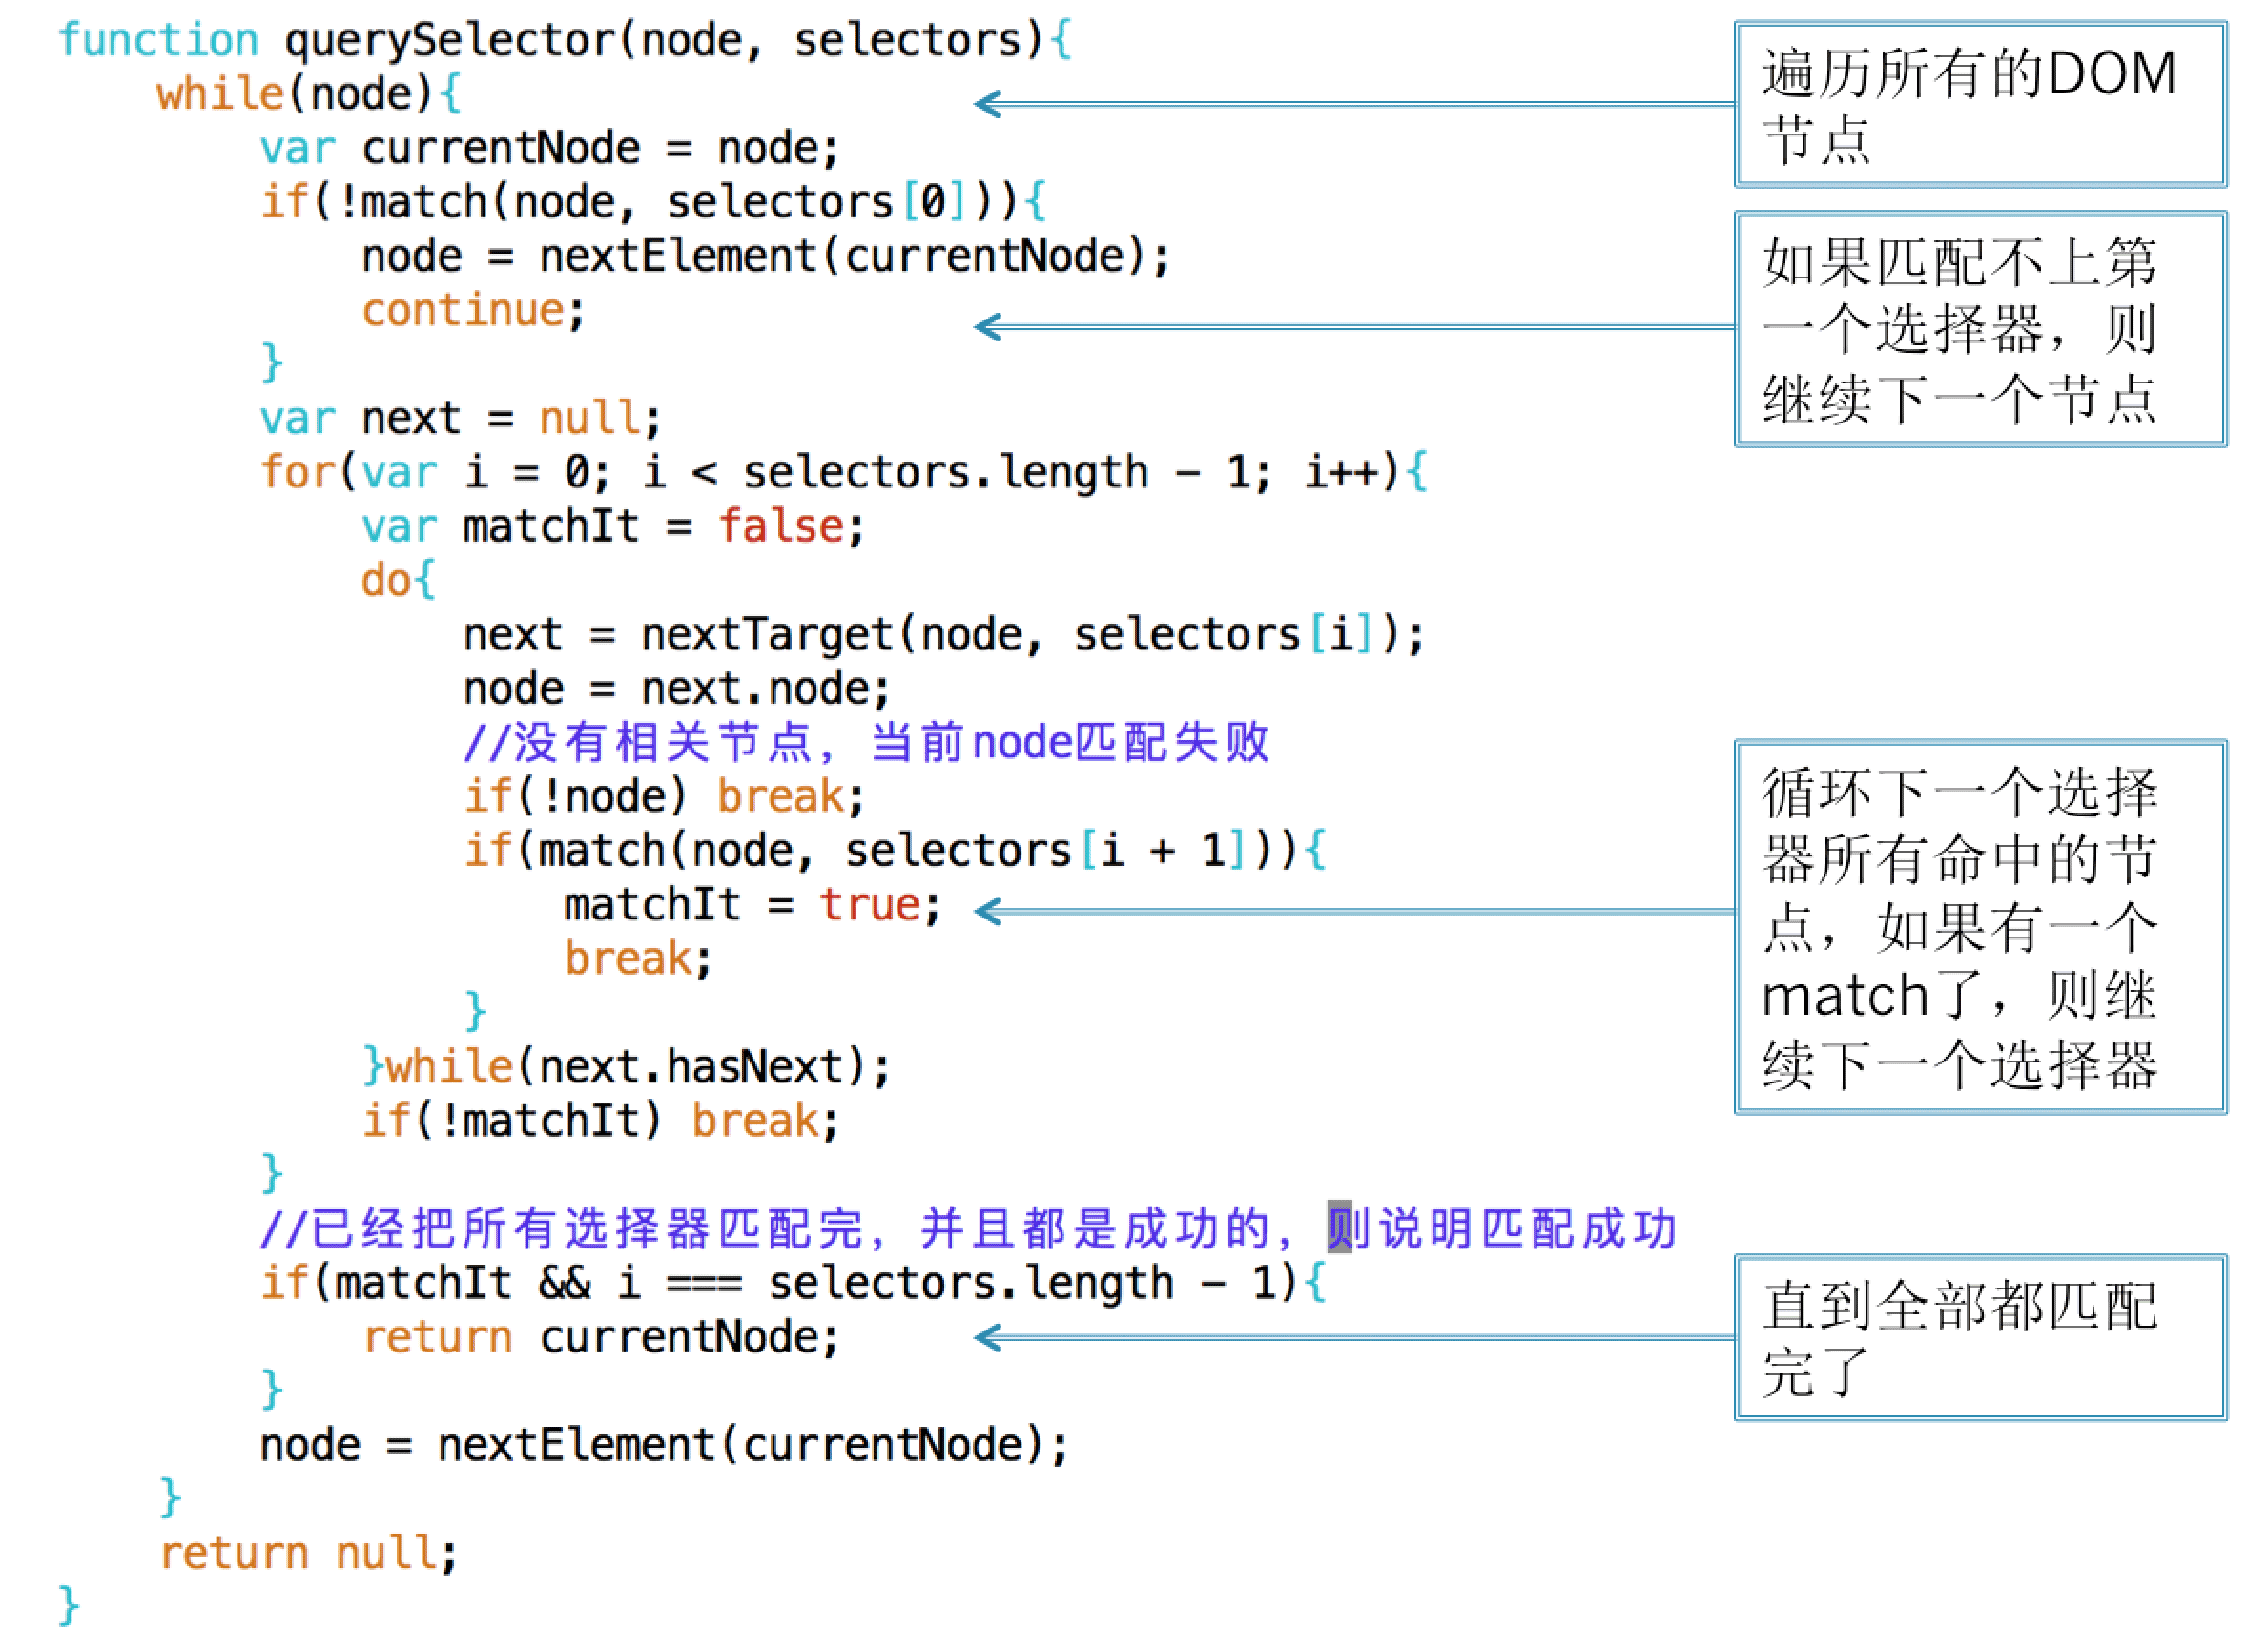 function querySelector(node, selectors){
    while(node){
        var currentNode = node;
        if(!match(node, selectors[0])){
            node = nextElement(currentNode);
            continue;
        }
        var next = null;
        for(var i = 0; i < selectors.length - 1; i++){
            var matchIt = false;
            do{
                next = nextTarget(node, selectors[i]);
                node = next.node;
                //没有相关节点，当前node匹配失败
                if(!node) break;
                if(match(node, selectors[i + 1])){
                    matchIt = true;
                    break;
                }
            }while(next.hasNext);
            if(!matchIt) break;
        }
        //已经把所有选择器匹配完，并且都是成功的，则说明匹配成功
        if(matchIt && i === selectors.length - 1){
            return currentNode;
        }
        node = nextElement(currentNode);
    }
    return null;
}
遍历所有的DOM
节点
如果匹配不上第
一个选择器，则
继续下一个节点
循环下一个选择
器所有命中的节
点，如果有一个
match了，则继
续下一个选择器
直到全部都匹配
完了